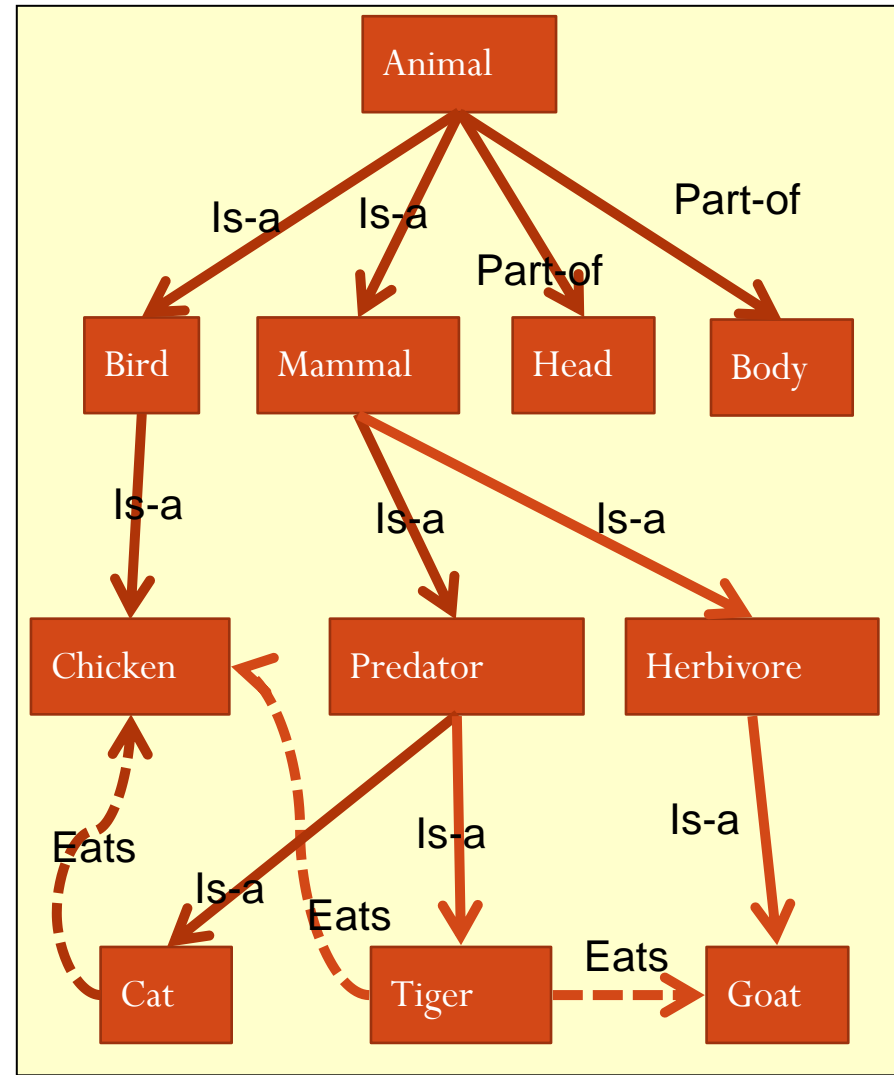 Animal
Is-a
Is-a
Part-of
Part-of
Bird
Mammal
Head
Body
Is-a
Is-a
Is-a
Chicken
Predator
Herbivore
Eats
Is-a
Is-a
Is-a
Eats
Eats
Cat
Tiger
Goat